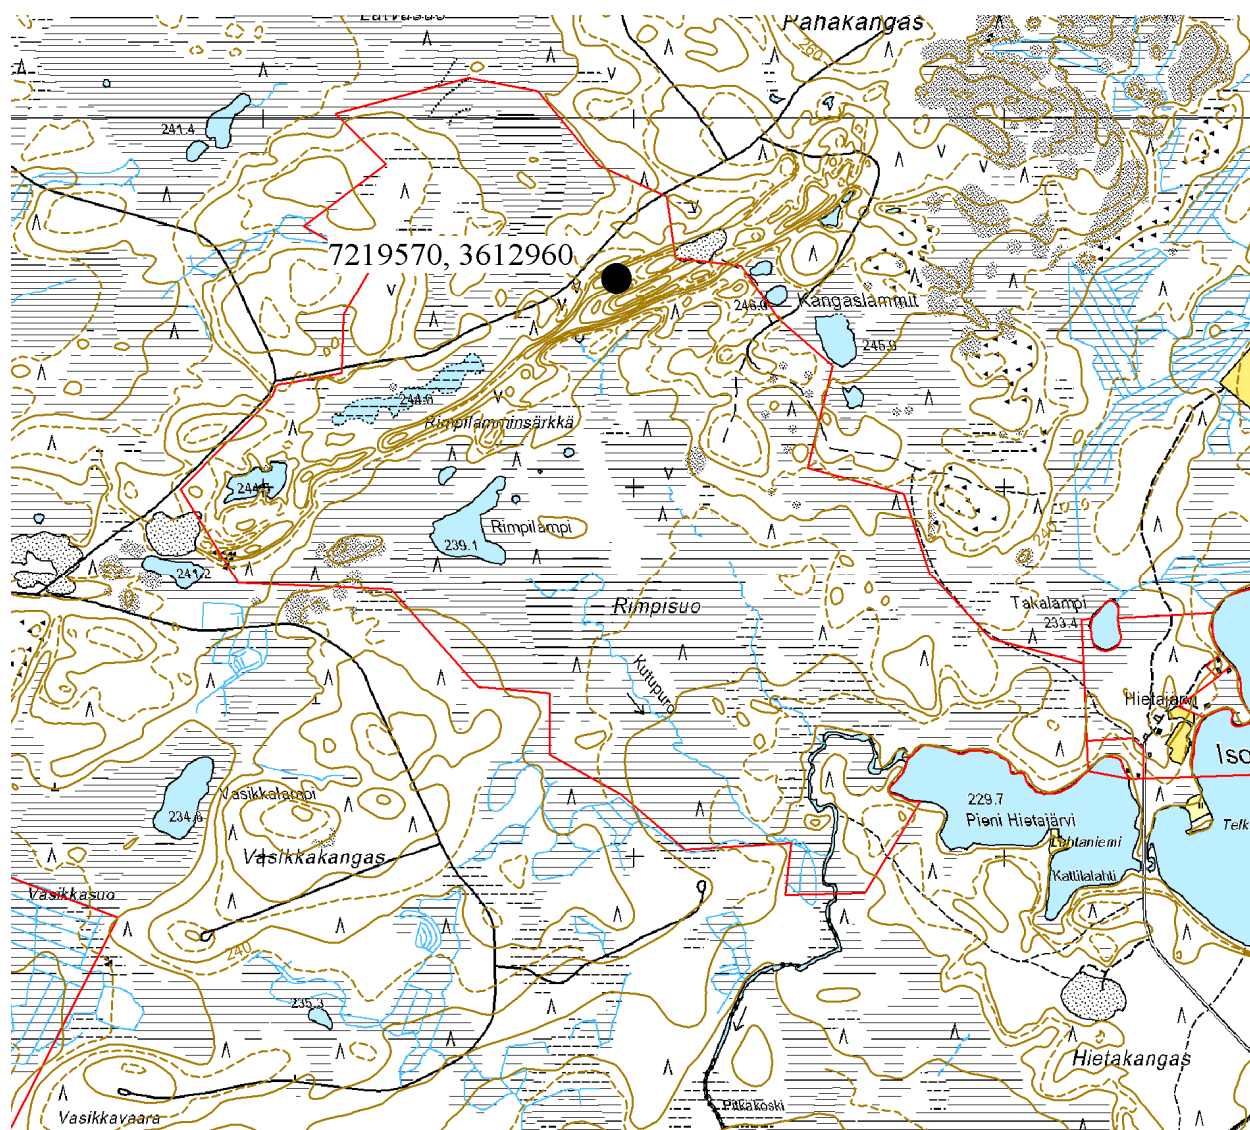 Latvasuo
Pahakangas
260
241.4
7219570, 3612960
246.0
Kangaslammit
245.9
244.6
Rimpilamminsärkkä
244.5
Rimpilampi
239.1
241.2
Rimpisuo
Takalampi
233.4
Kutupuro
Hietajärvi
Iso
229.7
Pieni Hietajärvi
Telk
Lahtaniemi
Kattilalahti
Vasikkalampi
234.6
Vasikkakangas
Vasikkasuo
240
235.3
Hietakangas
Pitkäkoski
Vasikkavaara